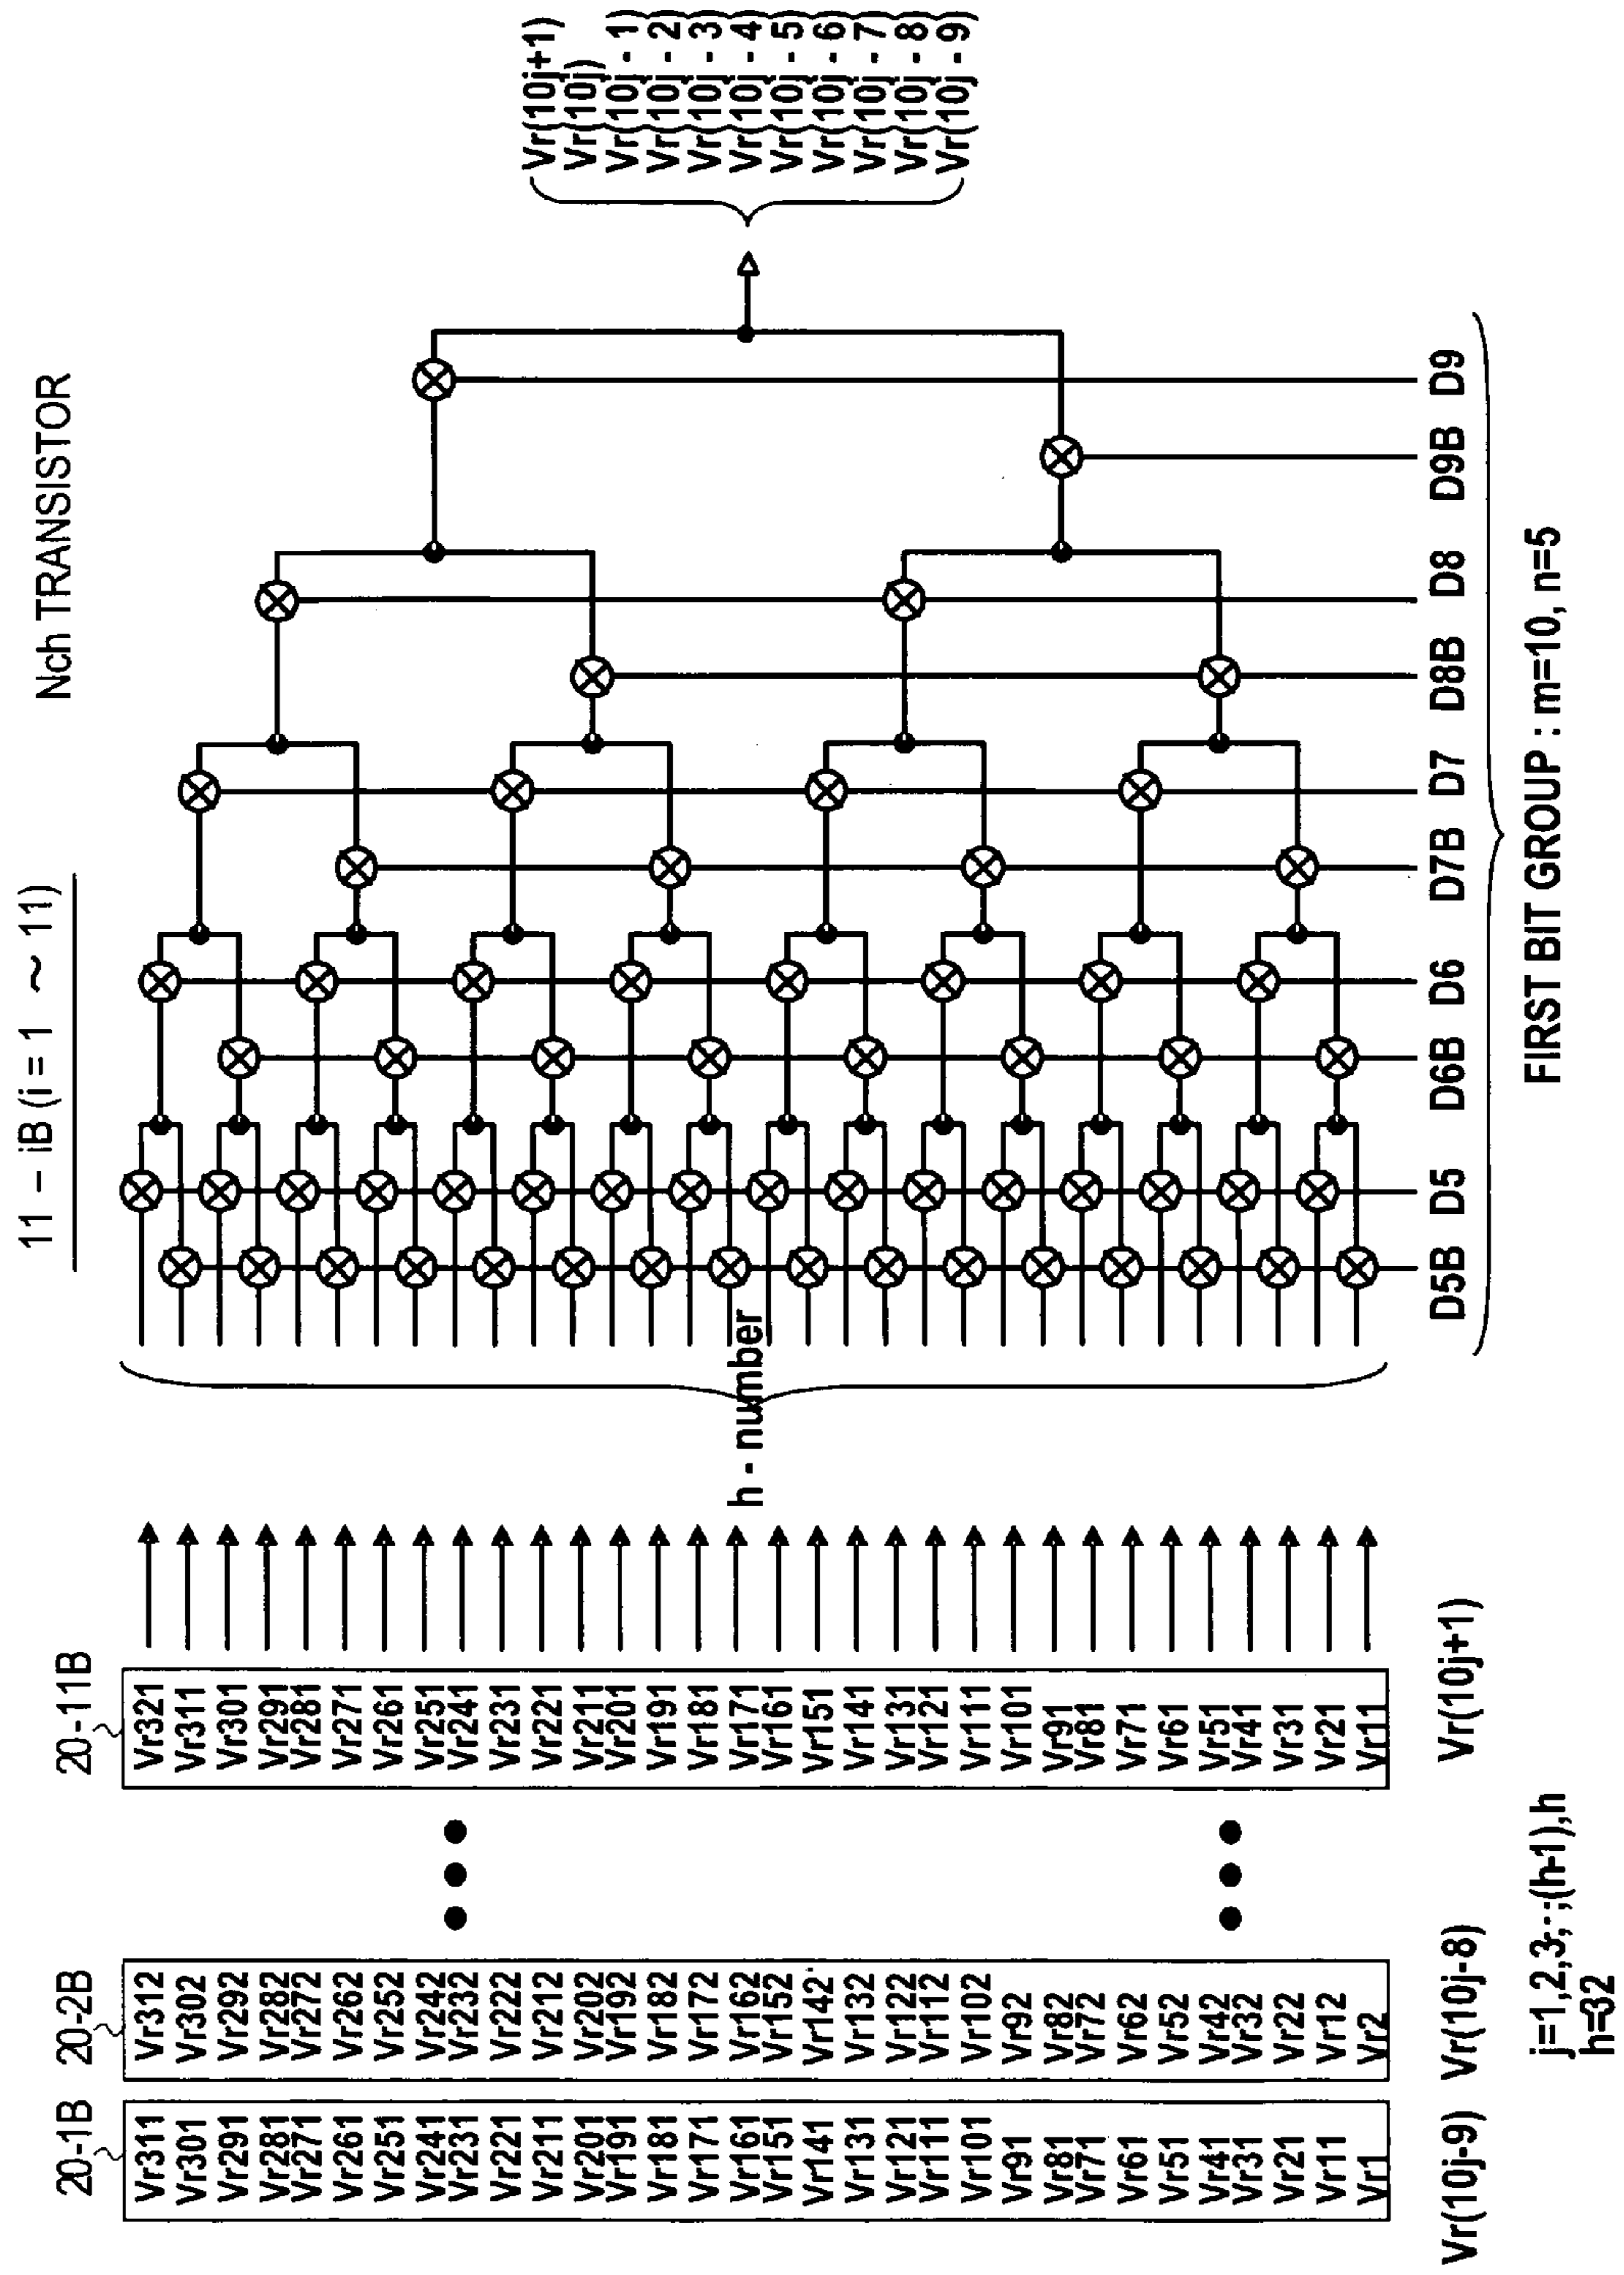 11 – iB (i = 1 ~ 11)
Nch TRANSISTOR
20-1B
Vr311
Vr301
Vr291
Vr281
Vr271
Vr261
Vr251
Vr241
Vr231
Vr221
Vr211
Vr201
Vr191
Vr181
Vr171
Vr161
Vr151
Vr141
Vr131
Vr121
Vr111
Vr101
Vr91
Vr81
Vr71
Vr61
Vr51
Vr41
Vr31
Vr21
Vr11
Vr1
Vr(10j-9)
20-2B
Vr312
Vr302
Vr292
Vr282
Vr272
Vr262
Vr252
Vr242
Vr232
Vr222
Vr212
Vr202
Vr192
Vr182
Vr172
Vr162
Vr152
Vr142
Vr132
Vr122
Vr112
Vr102
Vr92
Vr82
Vr72
Vr62
Vr52
Vr42
Vr32
Vr22
Vr12
Vr2
Vr(10j-8)
20-11B
Vr321
Vr311
Vr301
Vr291
Vr281
Vr271
Vr261
Vr251
Vr241
Vr231
Vr221
Vr211
Vr201
Vr191
Vr181
Vr171
Vr161
Vr151
Vr141
Vr131
Vr121
Vr111
Vr101
Vr91
Vr81
Vr71
Vr61
Vr51
Vr41
Vr31
Vr21
Vr11
Vr(10j+1)
j=1,2,3,··,(h-1),h
h=32
h - number
D5B D5 D6B D6 D7B D7 D8B D8 D9B D9
FIRST BIT GROUP : m=10, n=5
Vr(10j+1)
Vr(10j)
Vr(10j - 1)
Vr(10j - 2)
Vr(10j - 3)
Vr(10j - 4)
Vr(10j - 5)
Vr(10j - 6)
Vr(10j - 7)
Vr(10j - 8)
Vr(10j - 9)